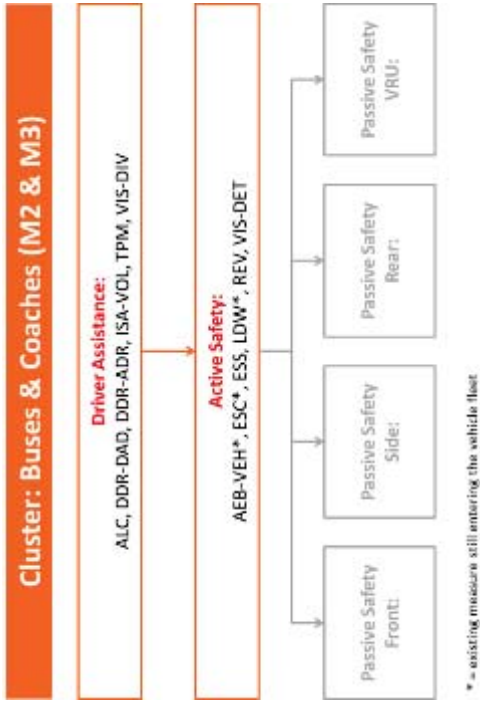 Cluster: Buses & Coaches (M2 & M3)
Driver Assistance:
ALC, DDR-DAD, DDR-ADR, ISA-VOL, TPM, VIS-DIV
Active Safety:
AEB-VEH*, ESC*, ESS, LDW*, REV, VIS-DET
Passive Safety
Front:
Passive Safety
Side:
Passive Safety
Rear:
Passive Safety
VRU:
* = existing measure still entering the vehicle fleet